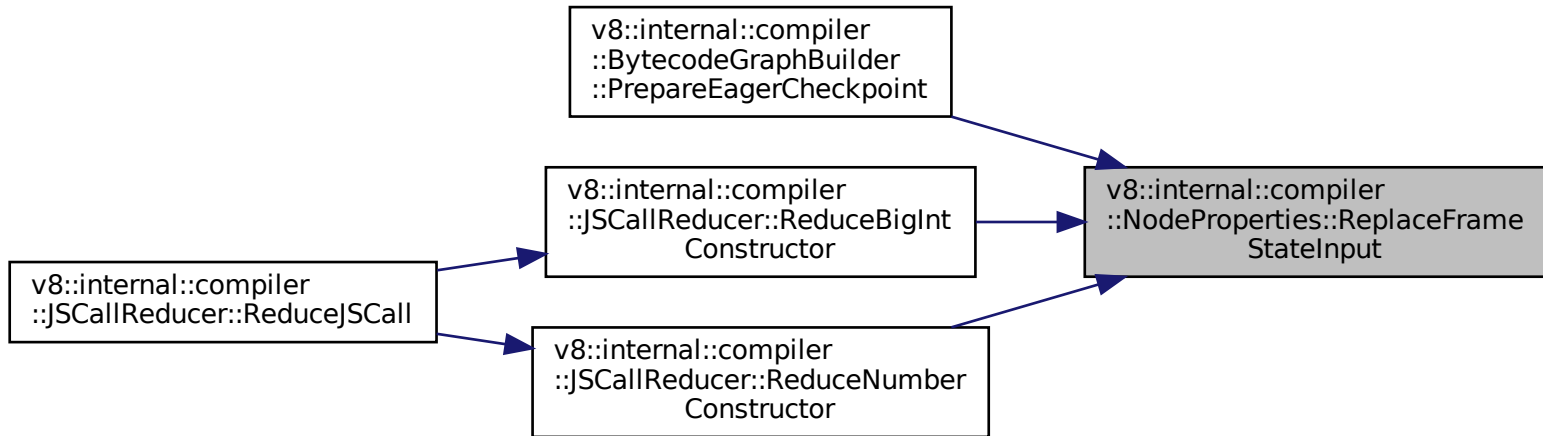 v8::internal::compiler
::BytecodeGraphBuilder
::PrepareEagerCheckpoint
v8::internal::compiler
::JSCallReducer::ReduceBigInt
Constructor
v8::internal::compiler
::NodeProperties::ReplaceFrame
StateInput
v8::internal::compiler
::JSCallReducer::ReduceJSCall
v8::internal::compiler
::JSCallReducer::ReduceNumber
Constructor